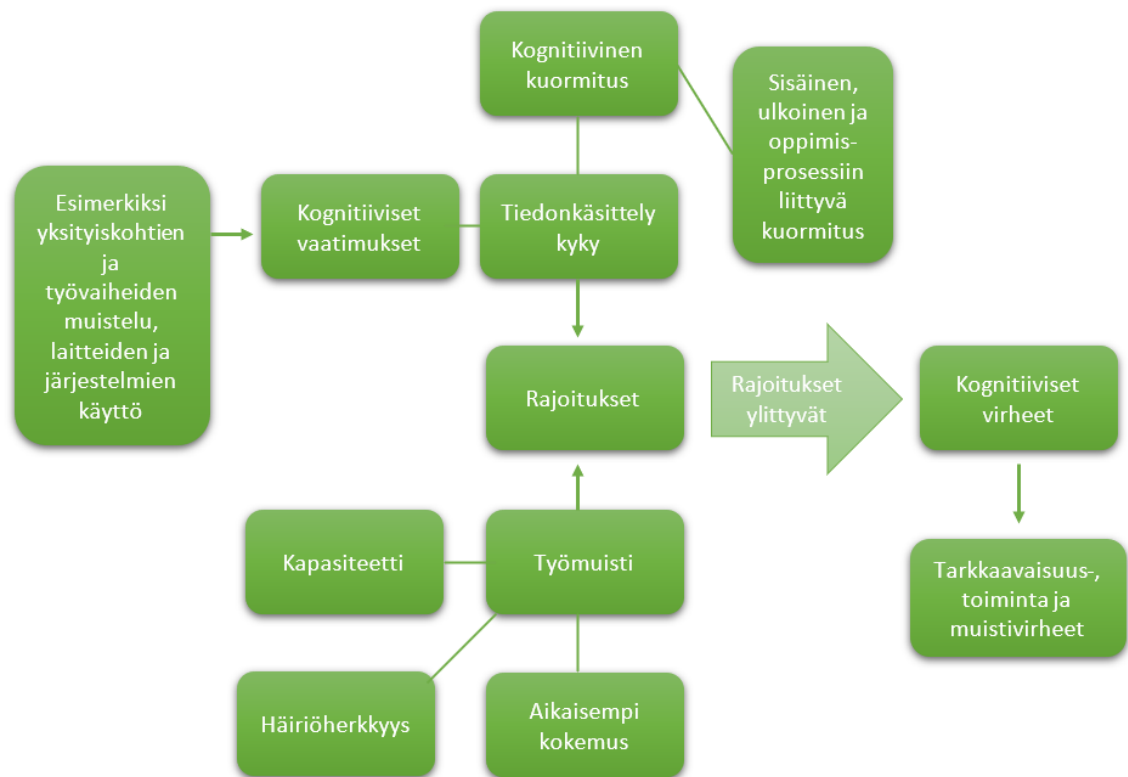 Kognitiivinen
kuormitus
Sisäinen,
ulkoinen ja
oppimis-
prosessiin
liittyvä
kuormitus
Esimerkiksi
yksityiskohtien
ja
työvaiheiden
muistelu,
laitteiden ja
järjestelmien
käyttö
Kognitiiviset
vaatimukset
Tiedonkäsittely
kyky
Rajoitukset
Rajoitukset
ylittyvät
Kognitiiviset
virheet
Kapasiteetti
Työmuisti
Tarkkaavaisuus-,
toiminta ja
muistivirheet
Häiriöherkkyys
Aikaisempi
kokemus